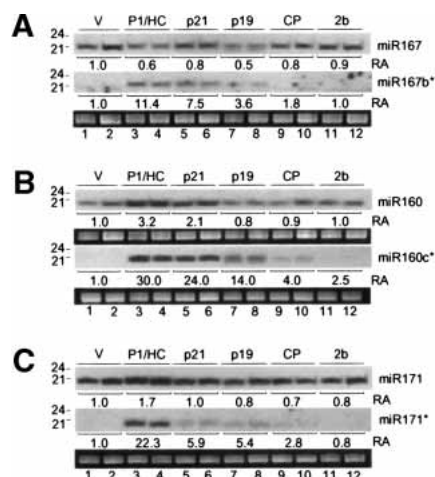 A
V P1/HC p21 p19 CP 2b
24-
21-
miR167
1.0 0.6 0.8 0.5 0.8 0.9 RA
24-
21-
miR167b*
1.0 11.4 7.5 3.6 1.8 1.0 RA
1 2 3 4 5 6 7 8 9 10 11 12
B
V P1/HC p21 p19 CP 2b
24-
21-
miR160
1.0 3.2 2.1 0.8 0.9 1.0
24-
21-
miR160c*
1.0 30.0 24.0 14.0 4.0 2.5 RA
1 2 3 4 5 6 7 8 9 10 11 12
C
V P1/HC p21 p19 CP 2b
24-
21-
miR171
1.0 1.7 1.0 0.8 0.7 0.8
24-
21-
miR171*
1.0 22.3 5.9 5.4 2.8 0.8 RA
1 2 3 4 5 6 7 8 9 10 11 12